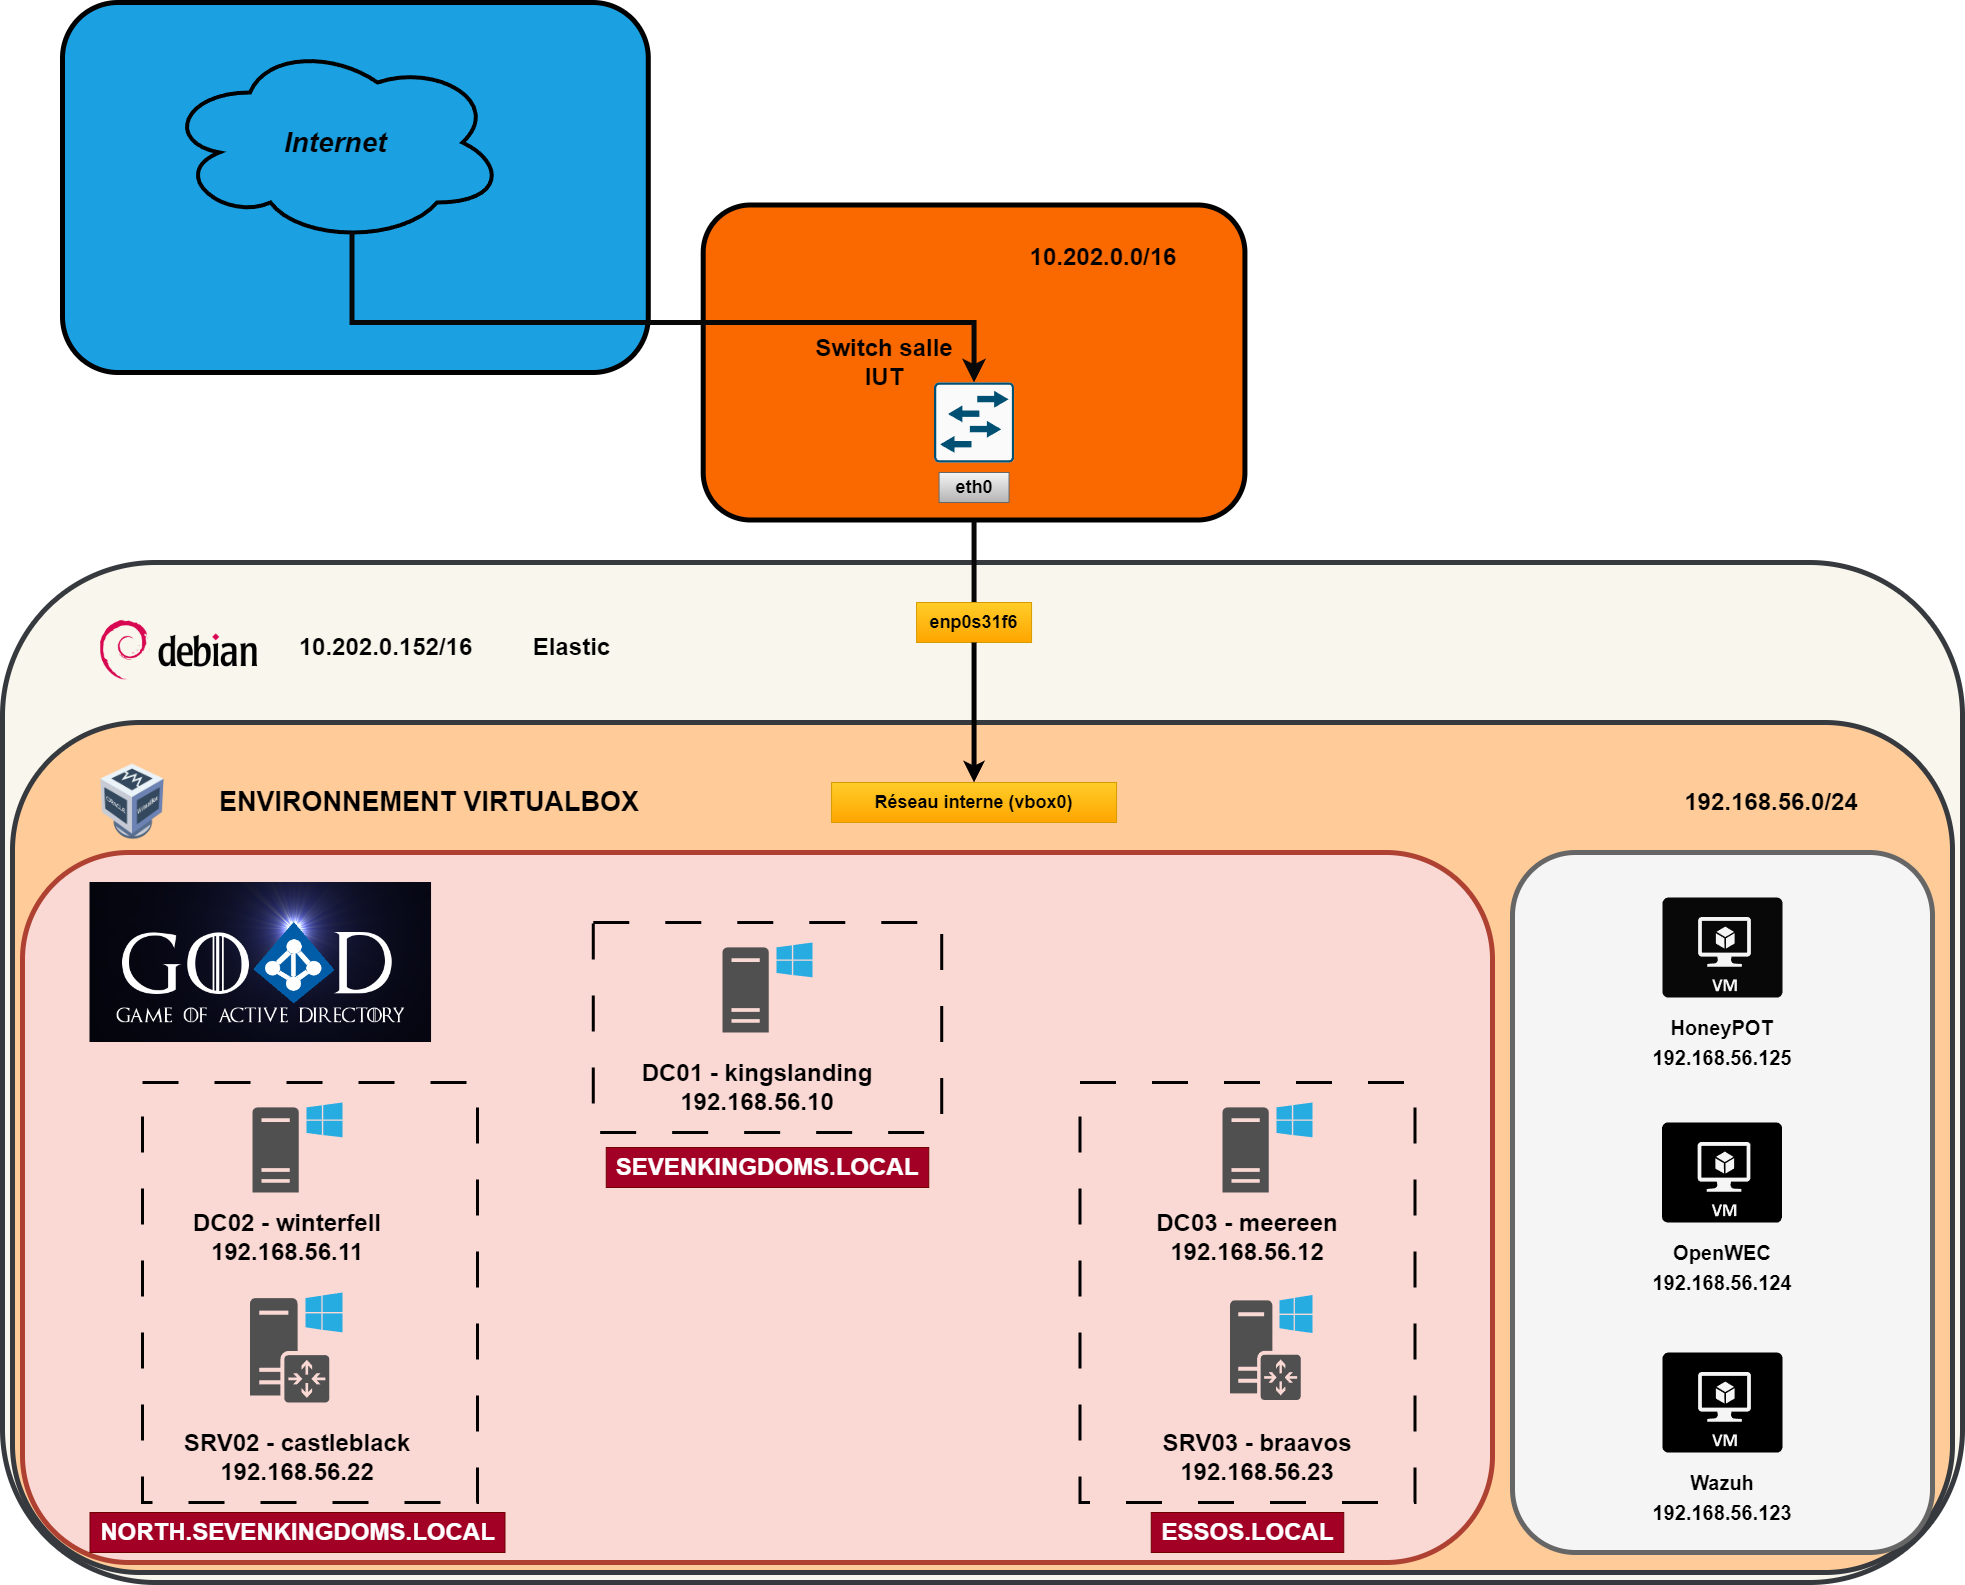 Internet
10.202.0.0/16
Switch salle
IUT
eth0
debian
10.202.0.152/16
Elastic
enp0s31f6
ENVIRONNEMENT VIRTUALBOX
Réseau interne (vbox0)
192.168.56.0/24
GOAD
GAME OF ACTIVE DIRECTORY
DC01 - kingslanding
192.168.56.10
SEVENKINGDOMS.LOCAL
DC02 - winterfell
192.168.56.11
SRV02 - castleblack
192.168.56.22
NORTH.SEVENKINGDOMS.LOCAL
DC03 - meereen
192.168.56.12
SRV03 - braavos
192.168.56.23
ESSOS.LOCAL
VM
HoneyPOT
192.168.56.125
VM
OpenWEC
192.168.56.124
VM
Wazuh
192.168.56.123